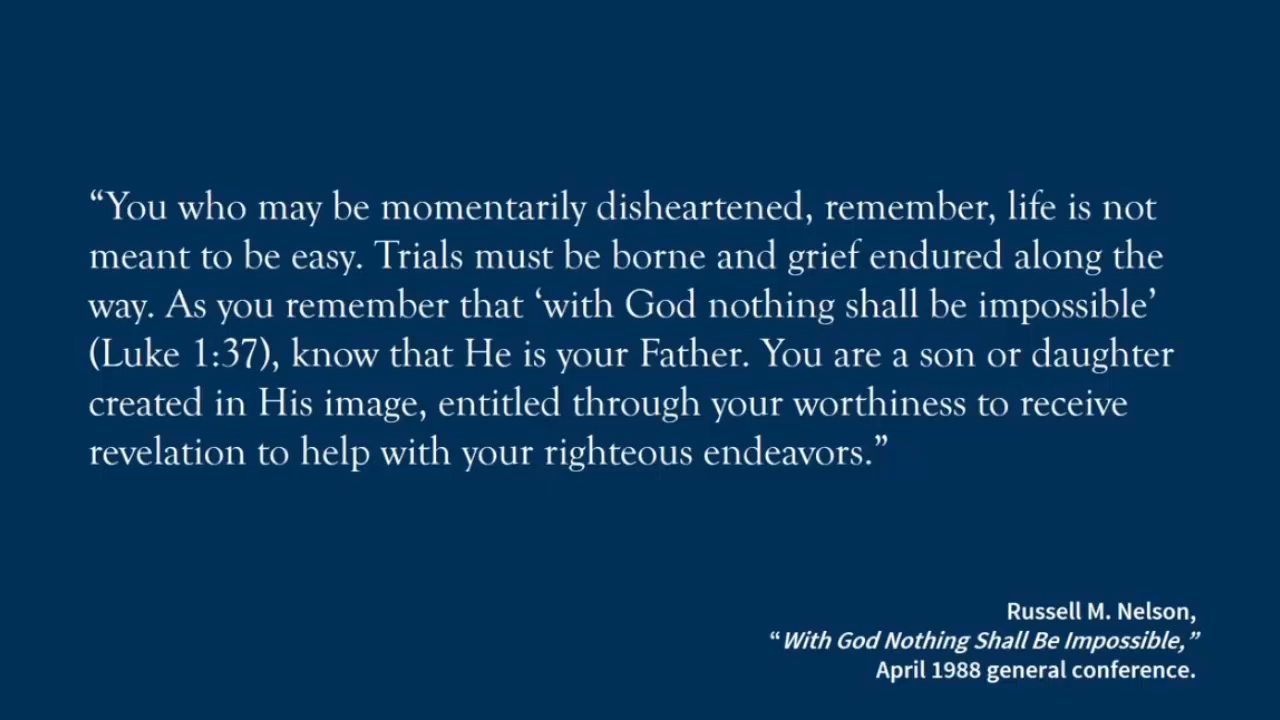 “You who may be momentarily disheartened, remember, life is not
meant to be easy. Trials must be borne and grief endured along the
way. As you remember that ‘with God nothing shall be impossible’
(Luke 1:37), know that He is your Father. You are a son or daughter
created in His image, entitled through your worthiness to receive
revelation to help with your righteous endeavors.”
Russell M. Nelson,
“With God Nothing Shall Be Impossible,”
April 1988 general conference.